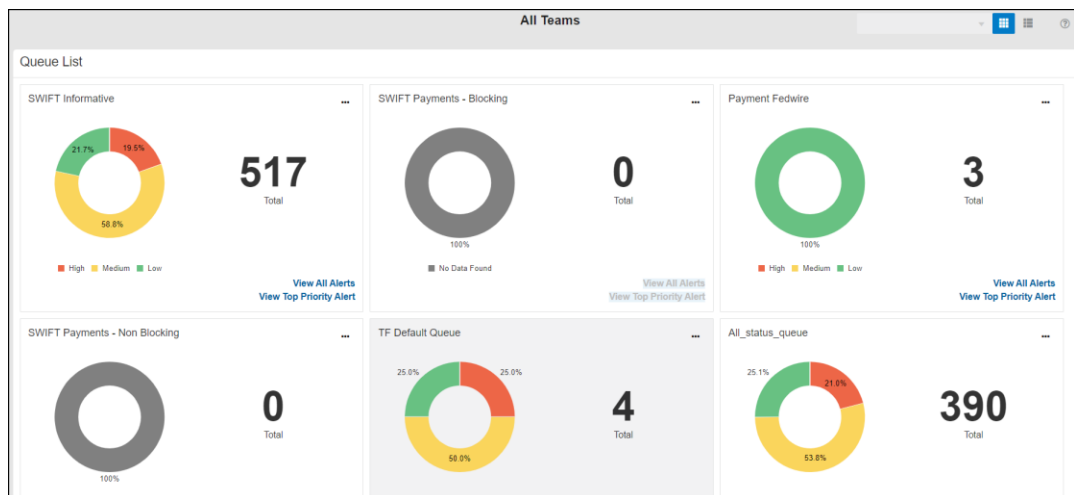 All Teams
Queue List
SWIFT Informative
...
21.7%
19.5%
58.8%
517
Total
High
Medium
Low
View All Alerts
View Top Priority Alert
SWIFT Payments - Blocking
...
100%
0
Total
No Data Found
View All Alerts
View Top Priority Alert
Payment Fedwire
...
100%
3
Total
High
Medium
Low
View All Alerts
View Top Priority Alert
SWIFT Payments - Non Blocking
...
100%
0
Total
TF Default Queue
...
25.0%
25.0%
50.0%
4
Total
All_status_queue
...
25.1%
21.0%
53.8%
390
Total